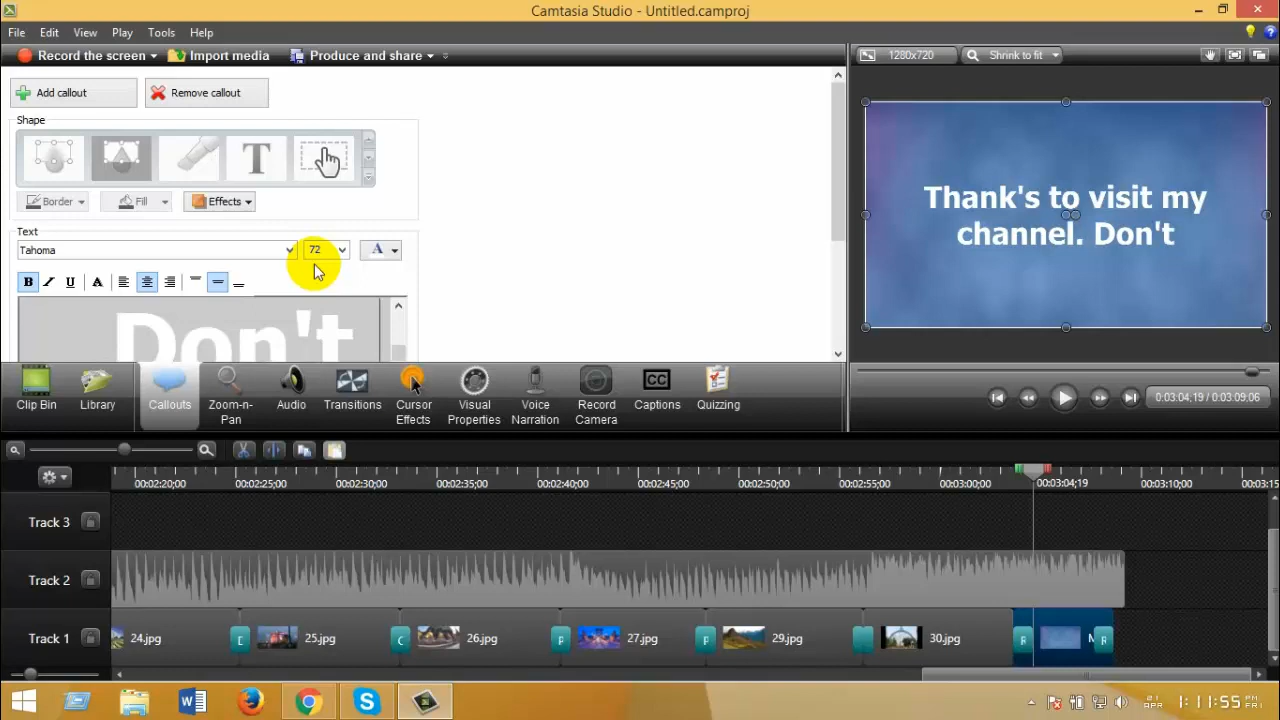 Camtasia Studio - Untitled.camproj
File Edit View Play Tools Help
Record the screen Import media Produce and share
1280x720 Shrink to fit
Add callout Remove callout
Shape
T
Border Fill Effects
Text
Tahoma 72 A
B I U A
Don't
Thank's to visit my
channel. Don't
Clip Bin
Library
Callouts
Zoom-n-
Pan
Audio
Transitions
Cursor
Effects
Visual
Properties
Voice
Narration
Record
Camera
CC
Captions
Quizzing
0:03:04;19 / 0:03:09;06
00:02:20;00 00:02:25;00 00:02:30;00 00:02:35;00 00:02:40;00 00:02:45;00 00:02:50;00 00:02:55;00 00:03:00;00 00:03:04;19 00:03:10;00 00:03:15
Track 3
Track 2
Track 1 24.jpg 25.jpg C 26.jpg P 27.jpg P 29.jpg 30.jpg R R
21 APR 1:11:55 PM FRI